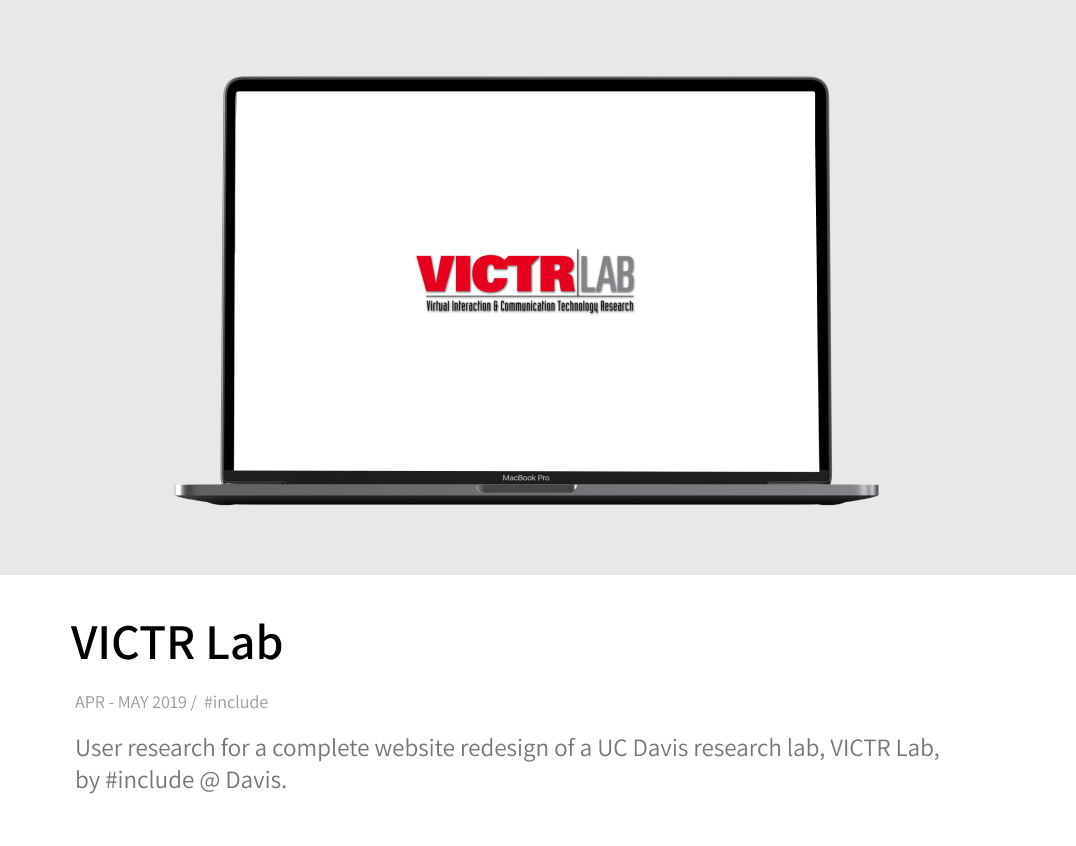 VICTR LAB
Virtual Interaction & Communication Technology Research
MacBook Pro
VICTR Lab
APR - MAY 2019 / #include
User research for a complete website redesign of a UC Davis research lab, VICTR Lab,
by #include @ Davis.